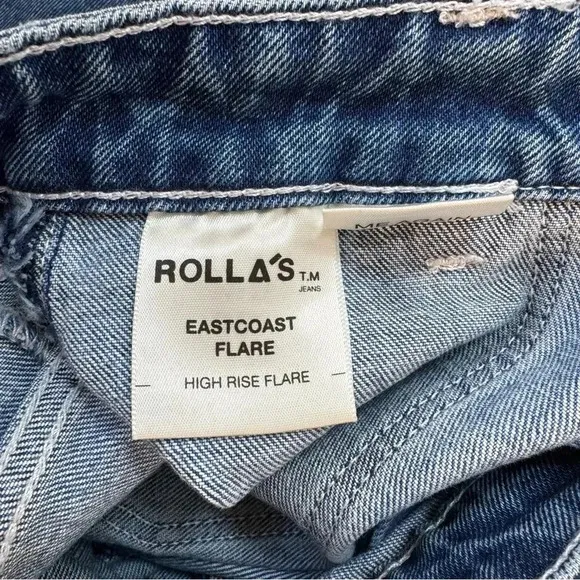 ROLLA'S T.M
JEANS
EASTCOAST
FLARE
HIGH RISE FLARE